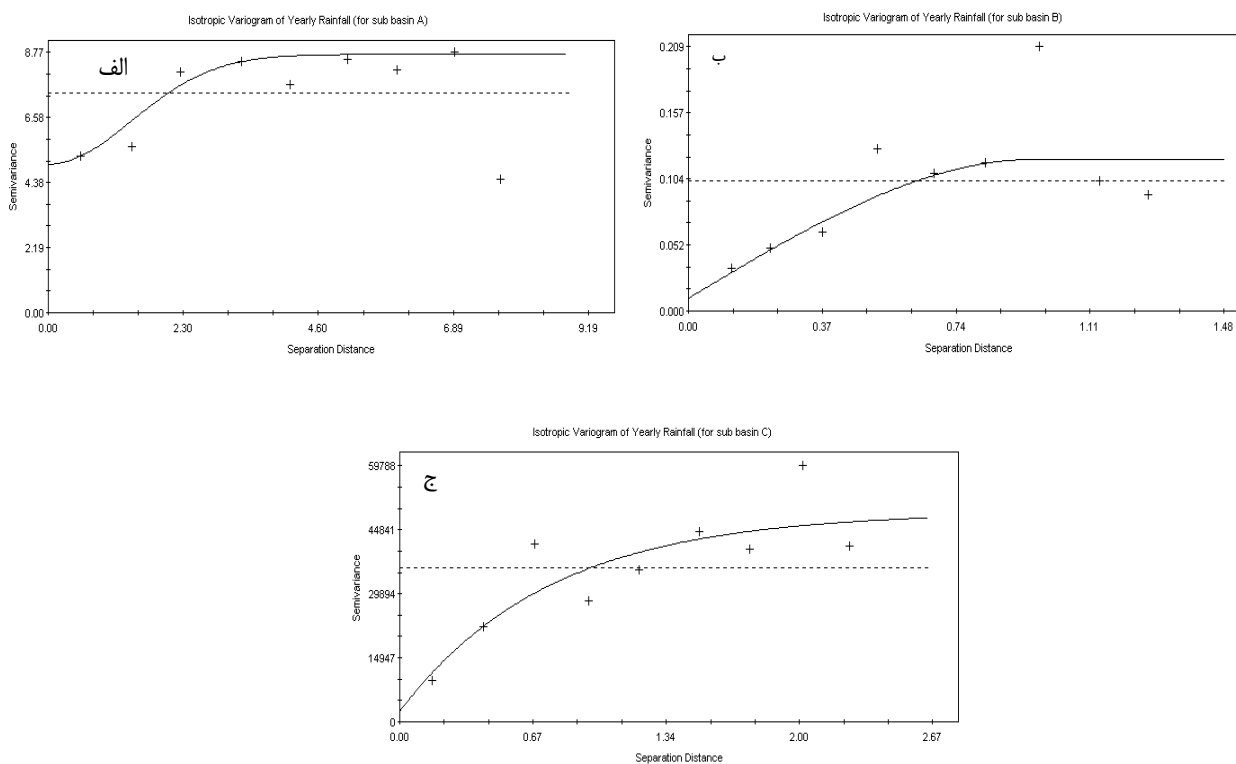 Isotropic Variogram of Yearly Rainfall (for sub basin A)
الف
8.77
6.58
4.38
2.19
0.00
Semivariance
0.00 2.30 4.60 6.89 9.19
Separation Distance
Isotropic Variogram of Yearly Rainfall (for sub basin B)
ب
0.209
0.157
0.104
0.052
0.000
Semivariance
0.00 0.37 0.74 1.11 1.48
Separation Distance
Isotropic Variogram of Yearly Rainfall (for sub basin C)
ج
59788
44841
29894
14947
0
Semivariance
0.00 0.67 1.34 2.00 2.67
Separation Distance